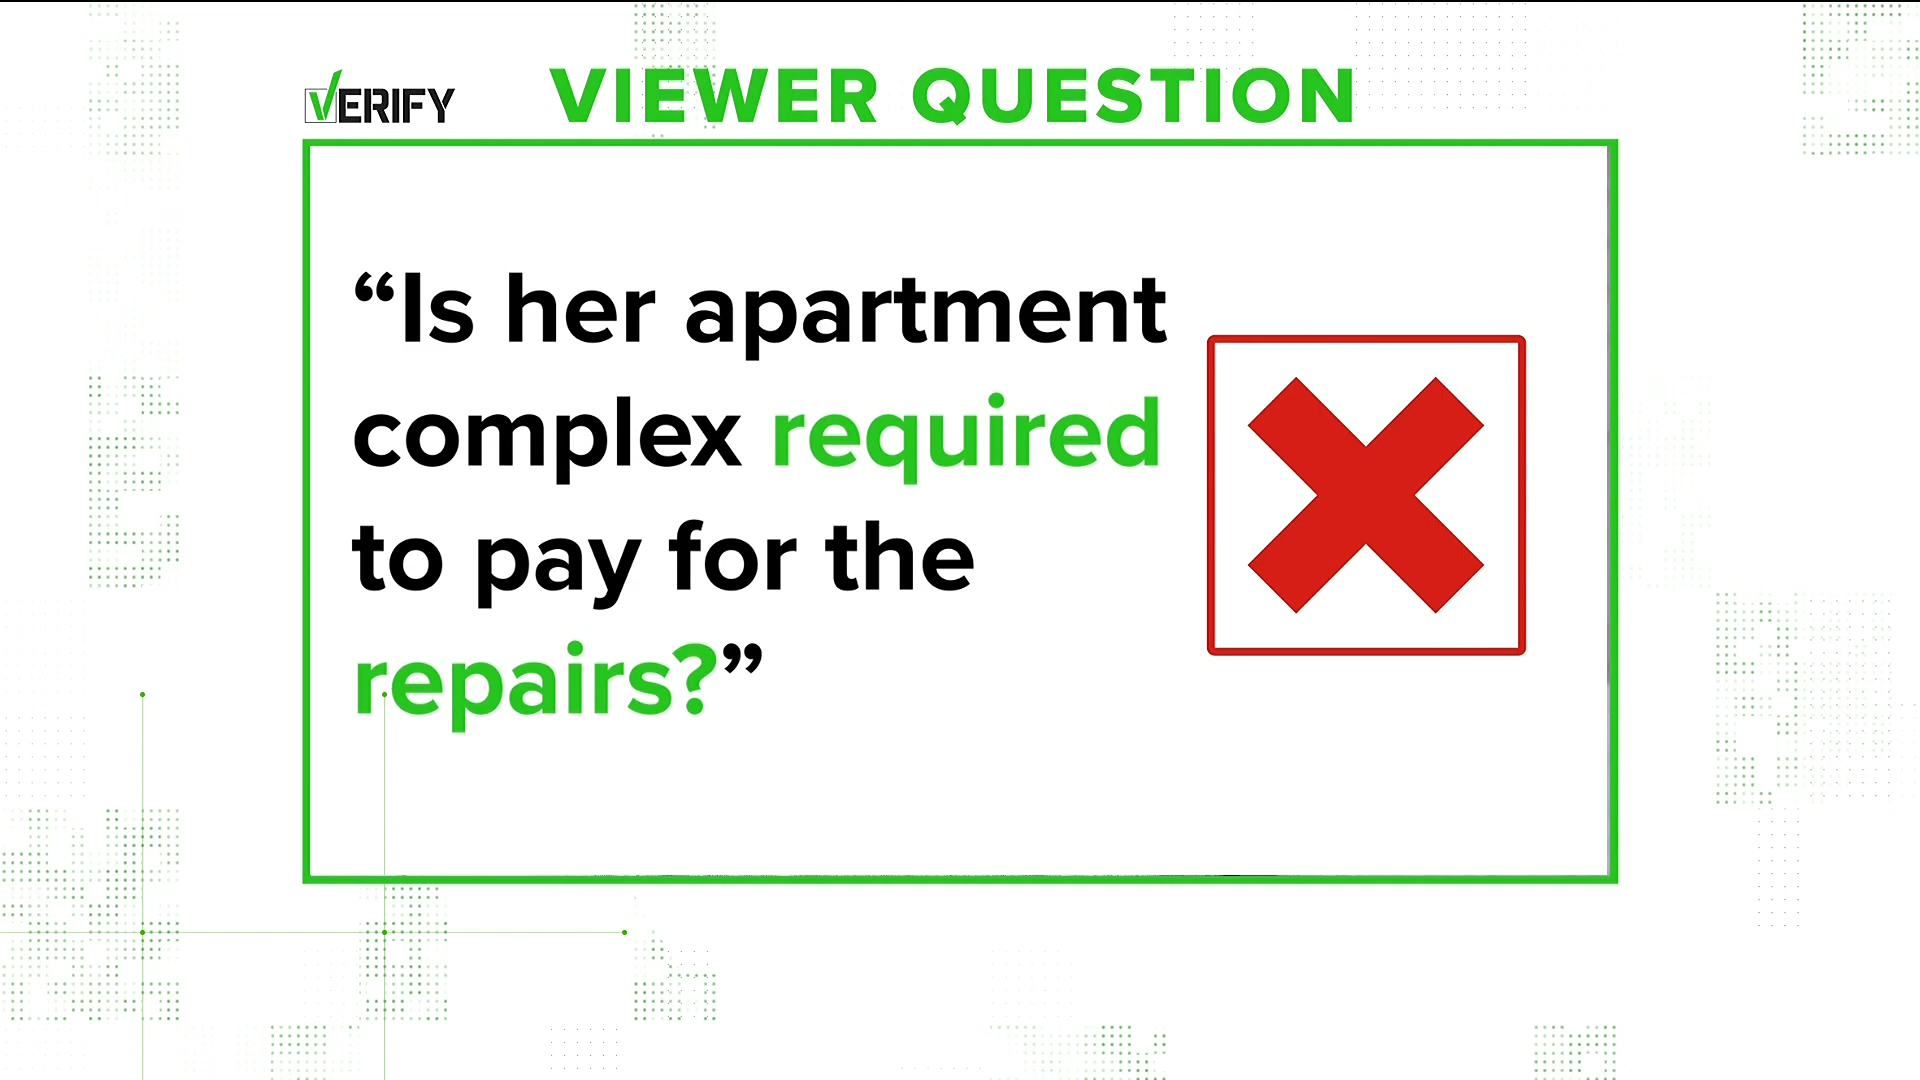 VERIFY
VIEWER QUESTION
“Is her apartment
complex required
to pay for the
repairs?”